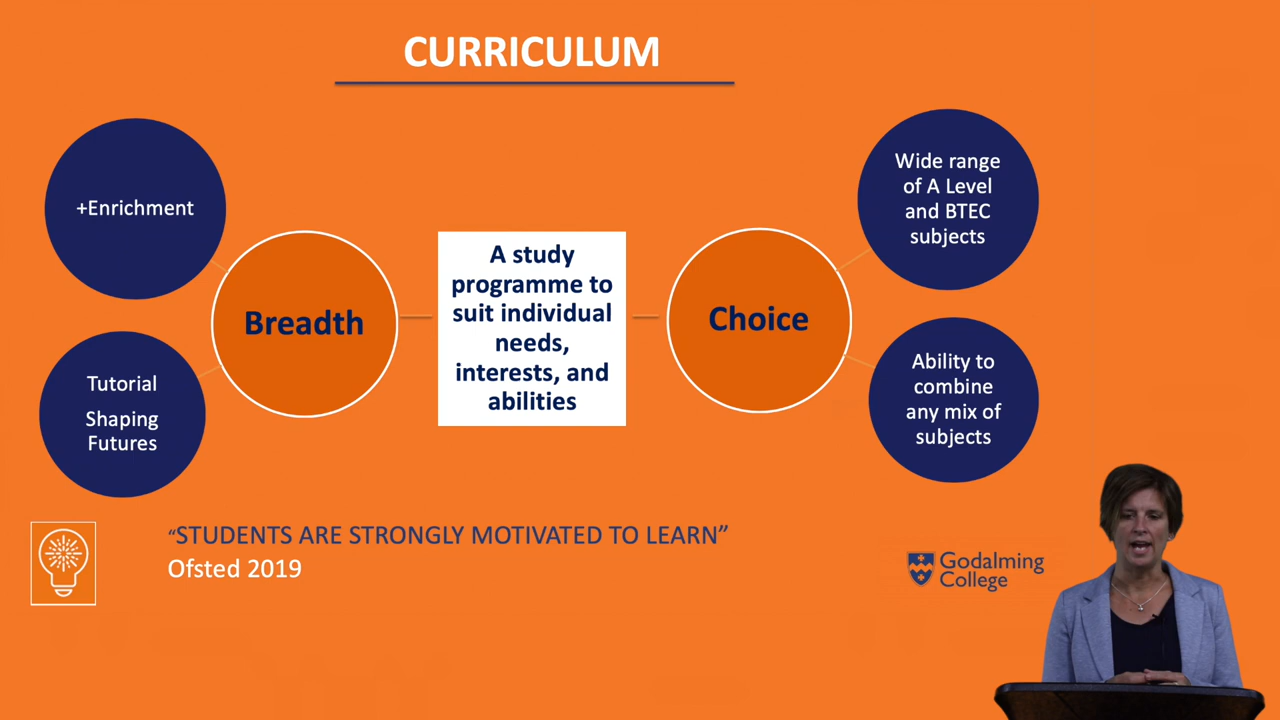 CURRICULUM
+Enrichment
Tutorial
Shaping
Futures
Breadth
A study
programme to
suit individual
needs,
interests, and
abilities
Choice
Wide range
of A Level
and BTEC
subjects
Ability to
combine
any mix of
subjects
“STUDENTS ARE STRONGLY MOTIVATED TO LEARN”
Ofsted 2019
Godalming
College